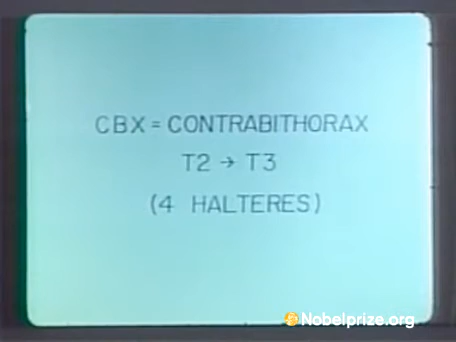 CBX = CONTRABITHORAX
T2 → T3
(4 HALTERES)
Nobelprize.org